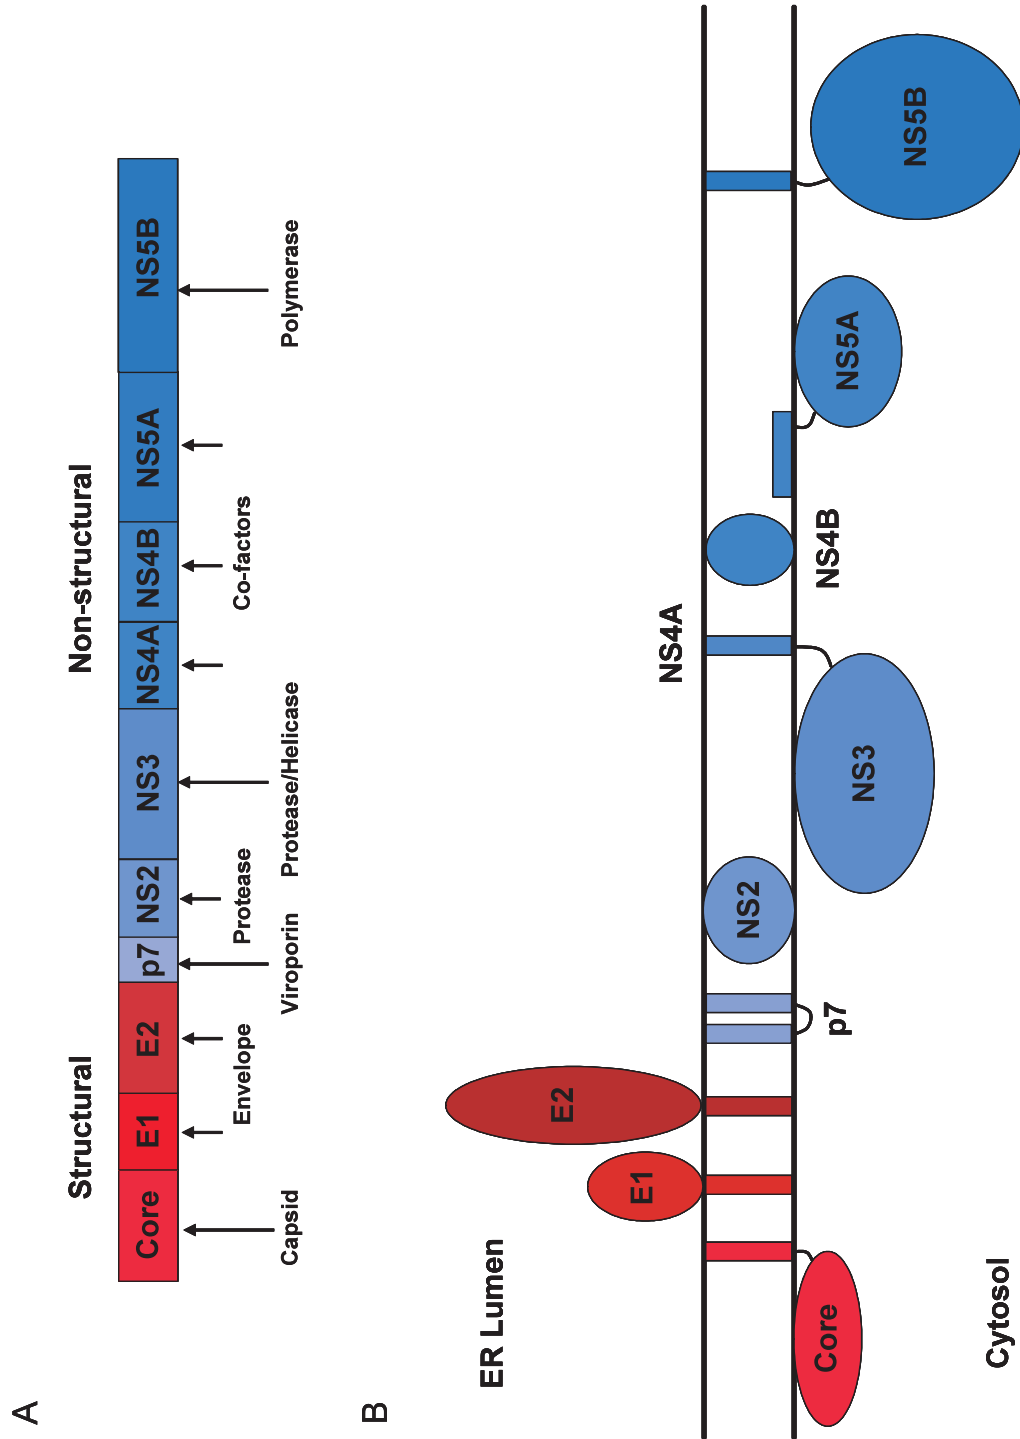 A
Structural
Non-structural
Core E1 E2 p7 NS2 NS3 NS4A NS4B NS5A NS5B
Envelope
Protease
Co-factors
Capsid
Viroporin
Protease/Helicase
Polymerase
B
ER Lumen
E2
E1
NS4A
NS2
Core
p7
NS3
NS4B
NS5A
NS5B
Cytosol